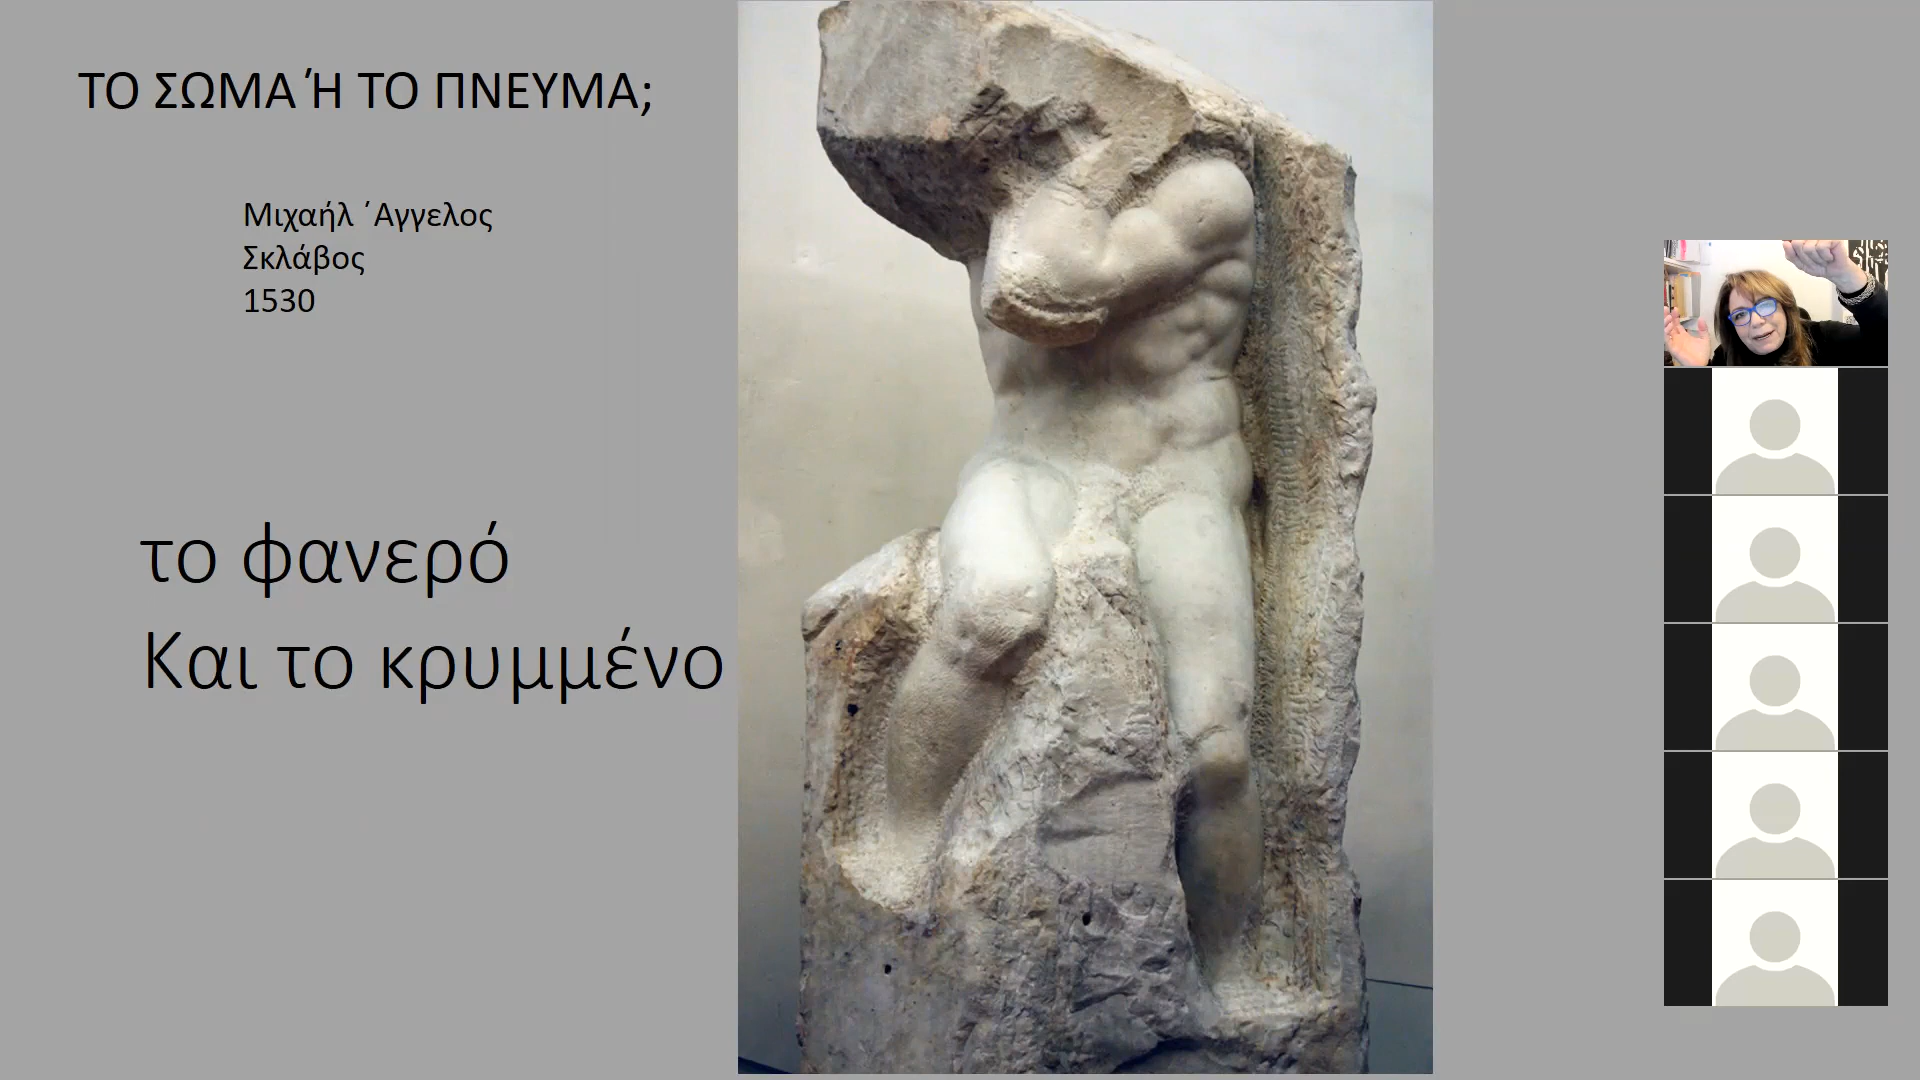 ΤΟ ΣΩΜΑ Ή ΤΟ ΠΝΕΥΜΑ;
Μιχαήλ ΄Αγγελος
Σκλάβος
1530
το φανερό
Και το κρυμμένο